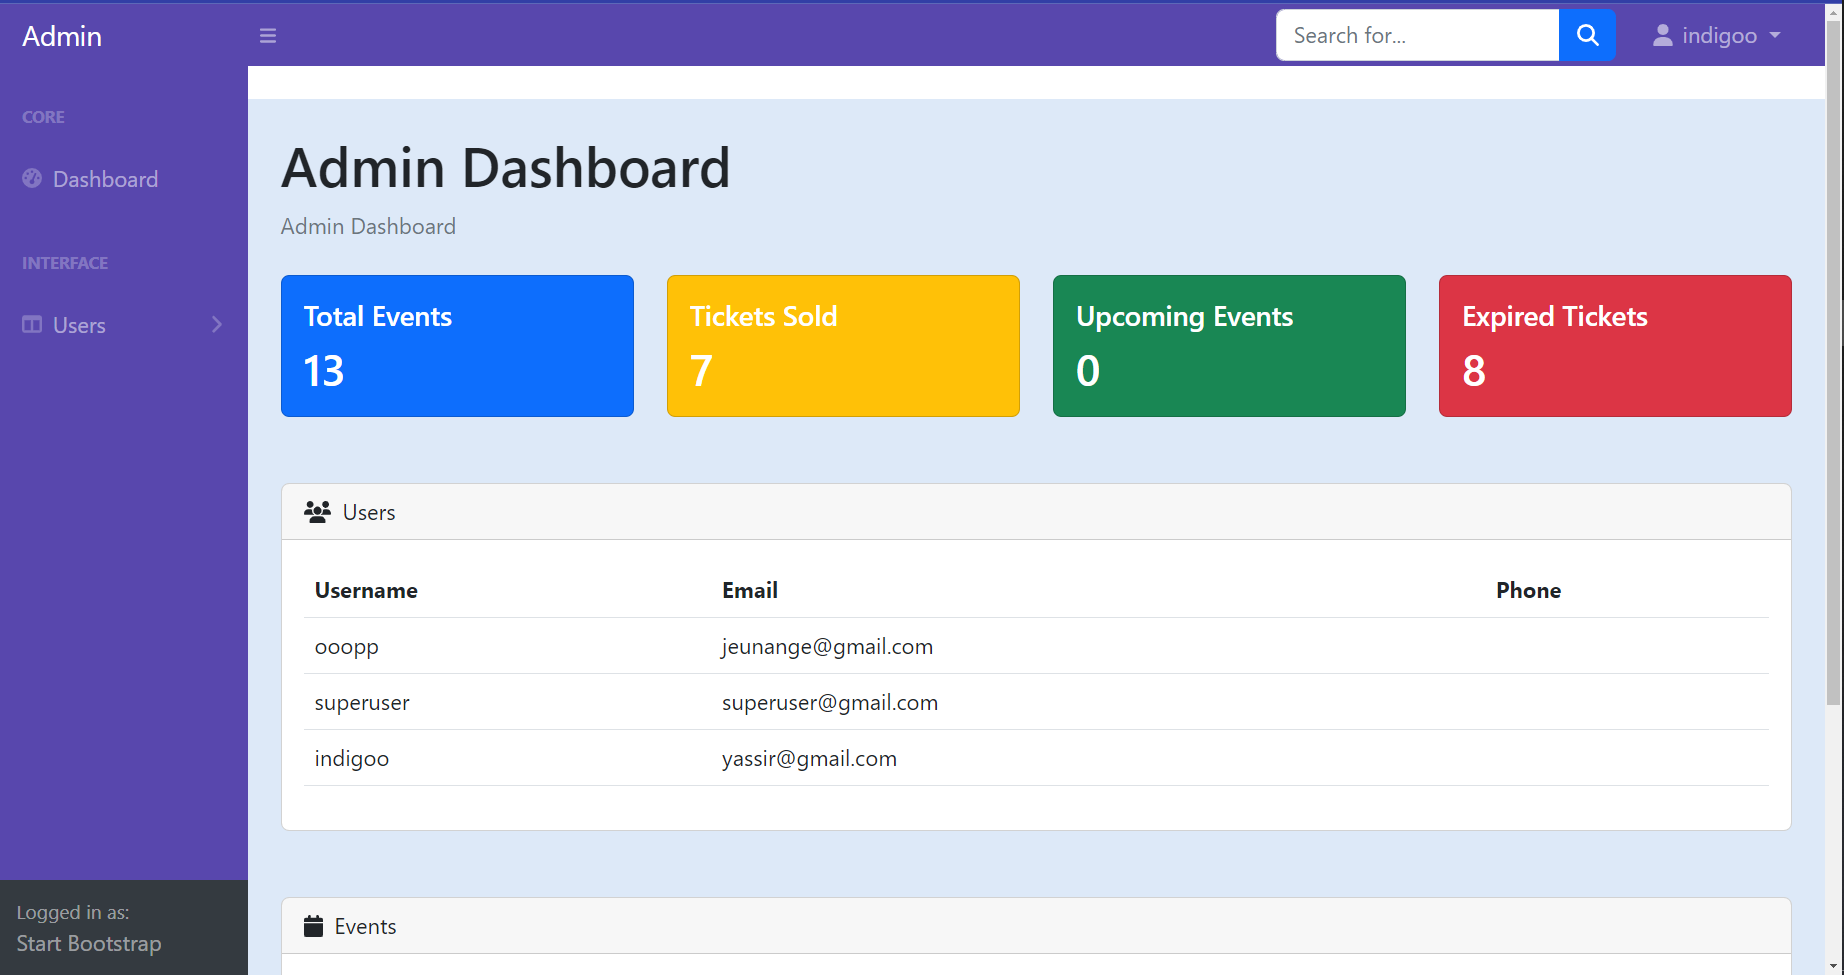 Admin
Search for...
indigoo
CORE
Dashboard
INTERFACE
Users
Logged in as:
Start Bootstrap
Admin Dashboard
Admin Dashboard
Total Events
13
Tickets Sold
7
Upcoming Events
0
Expired Tickets
8
Users
Username Email Phone
ooopp jeunange@gmail.com
superuser superuser@gmail.com
indigoo yassir@gmail.com
Events